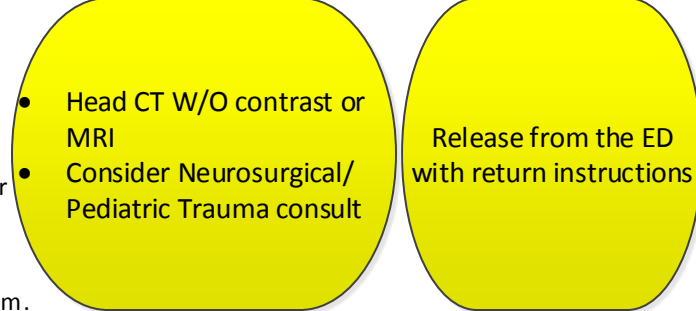 • Head CT W/O contrast or
MRI
• Consider Neurosurgical/
Pediatric Trauma consult
Release from the ED
with return instructions
r
m.